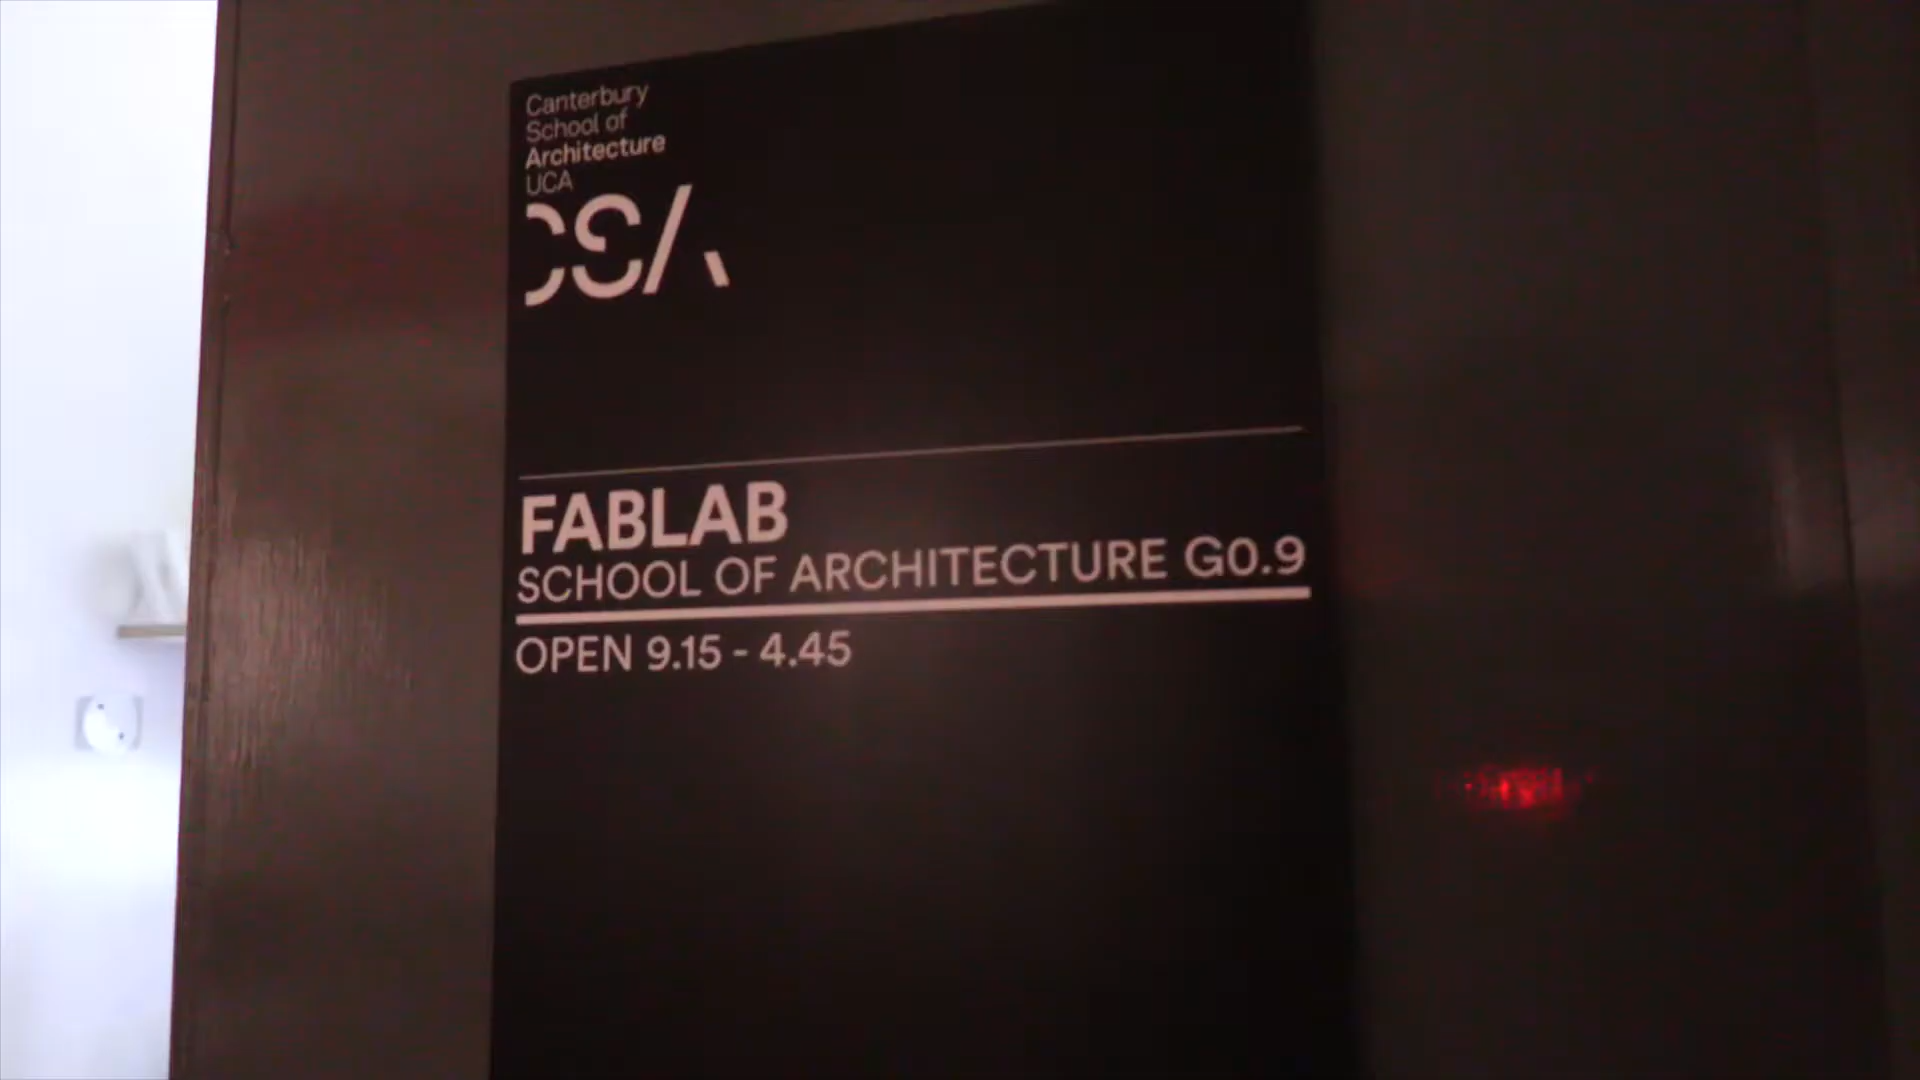 Canterbury
School of
Architecture
UCA
CSA
FABLAB
SCHOOL OF ARCHITECTURE G0.9
OPEN 9.15 - 4.45